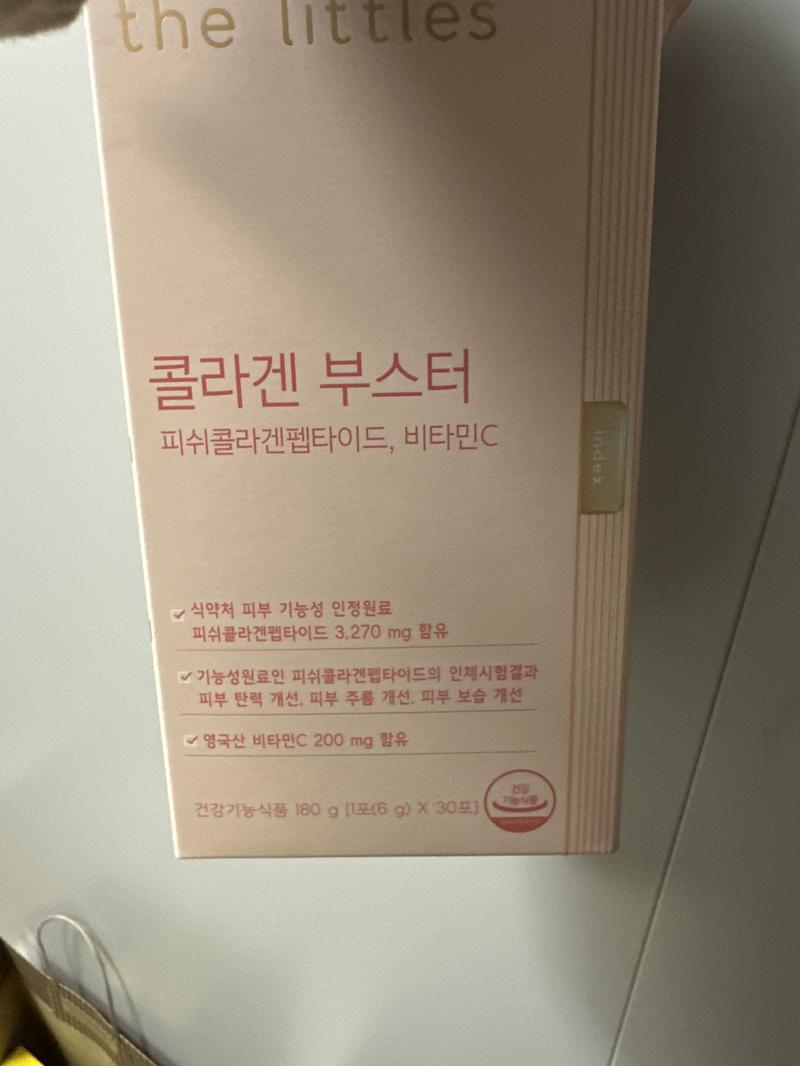 the littles
콜라겐 부스터
피쉬콜라겐펩타이드, 비타민C
index
식약처 피부 기능성 인정원료
피쉬콜라겐펩타이드 3,270 mg 함유
기능성원료인 피쉬콜라겐펩타이드의 인체시험결과
피부 탄력 개선, 피부 주름 개선, 피부 보습 개선
영국산 비타민C 200 mg 함유
건강기능식품 180 g [1포(6 g) X 30포]
건강
기능식품